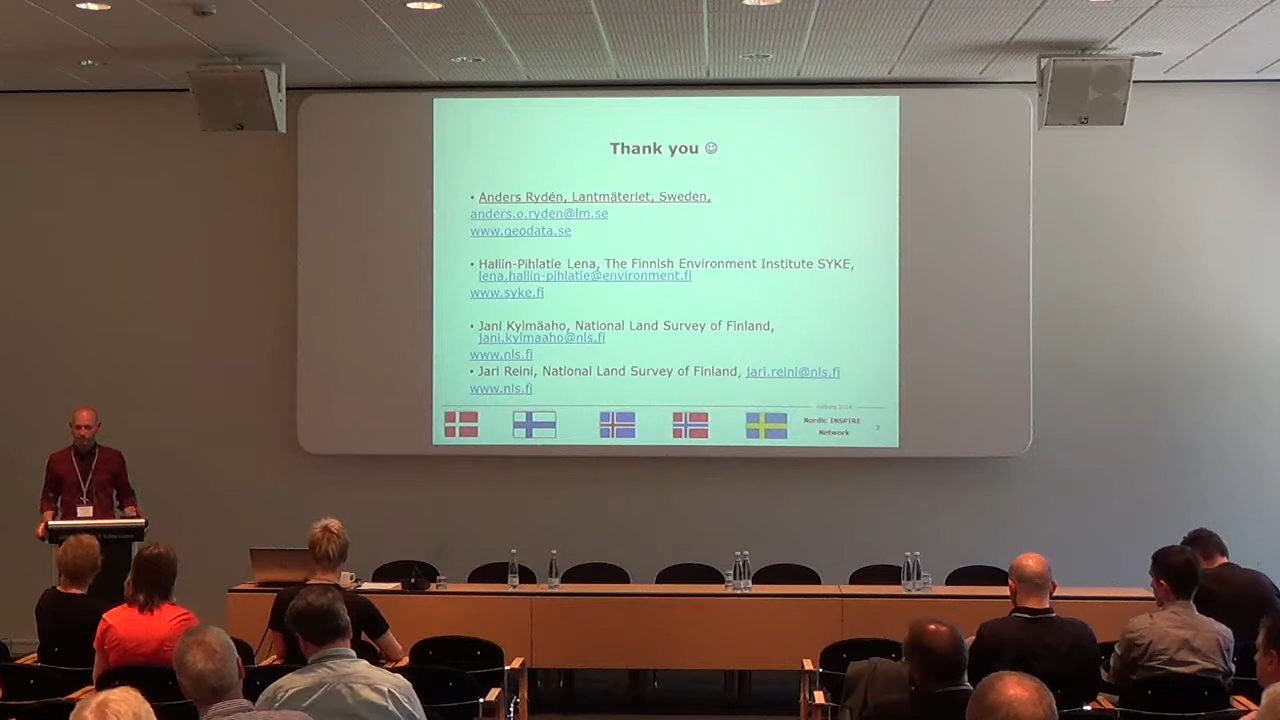 Thank you ☺
• Anders Rydén, Lantmäteriet, Sweden,
anders.o.ryden@lm.se
www.geodata.se
• Hallin-Pihlatie Lena, The Finnish Environment Institute SYKE,
lena.hallin-pihlatie@environment.fi
www.syke.fi
• Jani Kylmäaho, National Land Survey of Finland,
jani.kylmaaho@nls.fi
www.nls.fi
• Jari Reini, National Land Survey of Finland, jari.reini@nls.fi
www.nls.fi
Aalborg 2014
Nordic INSPIRE
Network
3